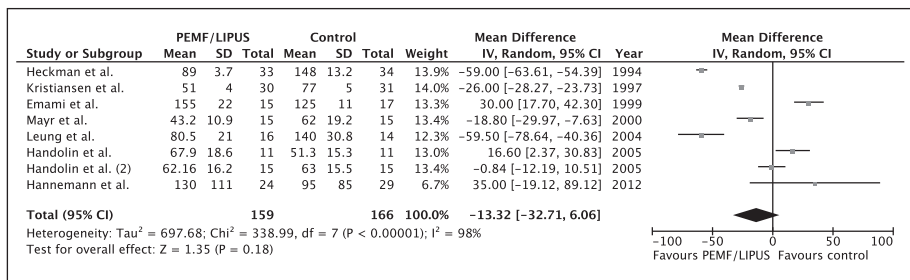 PEMF/LIPUS Control Mean Difference Mean Difference
Study or Subgroup Mean SD Total Mean SD Total Weight IV, Random, 95% CI Year IV, Random, 95% CI
Heckman et al. 89 3.7 33 148 13.2 34 13.9% -59.00 [-63.61, -54.39] 1994
Kristiansen et al. 51 4 30 77 5 31 14.0% -26.00 [-28.27, -23.73] 1997
Emami et al. 155 22 15 125 11 17 13.3% 30.00 [17.70, 42.30] 1999
Mayr et al. 43.2 10.9 15 62 19.2 15 13.4% -18.80 [-29.97, -7.63] 2000
Leung et al. 80.5 21 16 140 30.8 14 12.3% -59.50 [-78.64, -40.36] 2004
Handolin et al. 67.9 18.6 11 51.3 15.3 11 13.0% 16.60 [2.37, 30.83] 2005
Handolin et al. (2) 62.16 16.2 15 63 15.5 15 13.4% -0.84 [-12.19, 10.51] 2005
Hannemann et al. 130 111 24 95 85 29 6.7% 35.00 [-19.12, 89.12] 2012
Total (95% CI) 159 166 100.0% -13.32 [-32.71, 6.06]
Heterogeneity: Tau² = 697.68; Chi² = 338.99, df = 7 (P < 0.00001); I² = 98%
Test for overall effect: Z = 1.35 (P = 0.18)
-100 -50 0 50 100
Favours PEMF/LIPUS Favours control